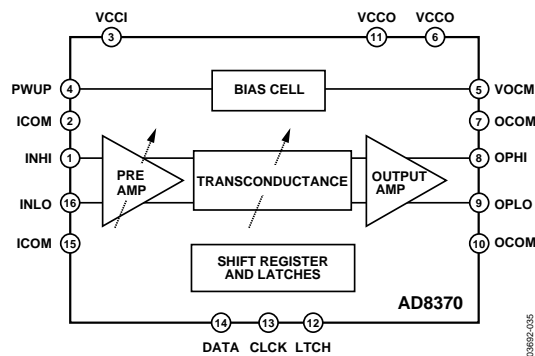 VCCI VCCO VCCO
3 11 6
PWUP 4 BIAS CELL 5 VOCM
ICOM 2 7 OCOM
INHI 1 8 OPHI
PRE AMP
TRANSCONDUCTANCE
OUTPUT AMP
INLO 16 9 OPLO
ICOM 15 10 OCOM
SHIFT REGISTER
AND LATCHES
AD8370
14 13 12
DATA CLCK LTCH
03692-035